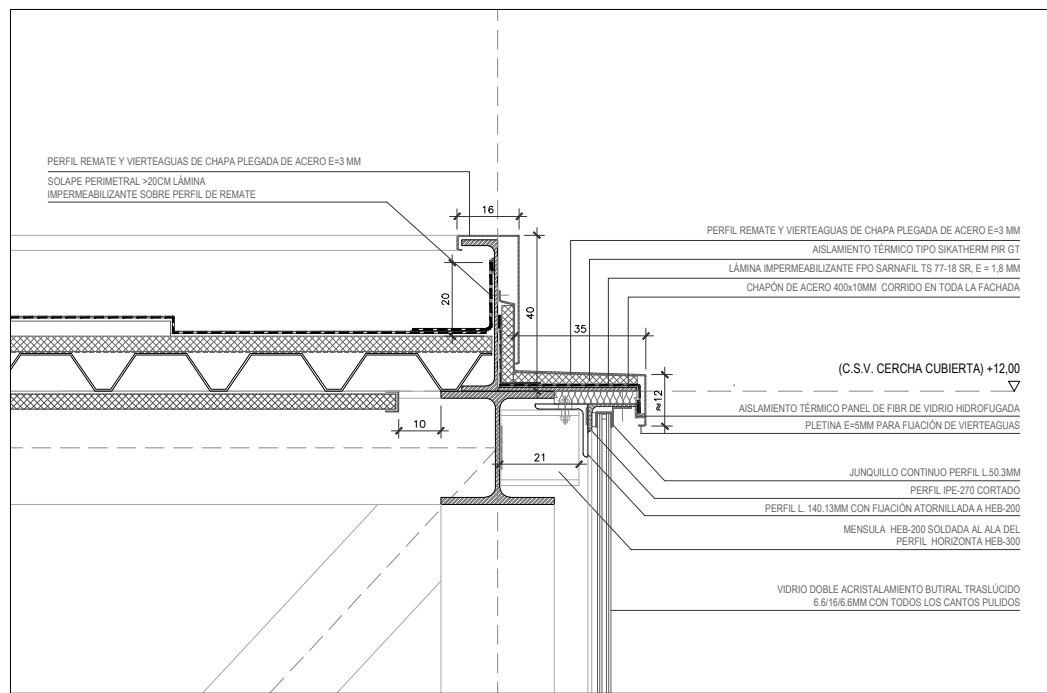 PERFIL REMATE Y VIERTEAGUAS DE CHAPA PLEGADA DE ACERO E=3 MM
SOLAPE PERIMETRAL >20CM LÁMINA
IMPERMEABILIZANTE SOBRE PERFIL DE REMATE
16
20
40
35
≈12
10
21
PERFIL REMATE Y VIERTEAGUAS DE CHAPA PLEGADA DE ACERO E=3 MM
AISLAMIENTO TÉRMICO TIPO SIKATHERM PIR GT
LÁMINA IMPERMEABILIZANTE FPO SARNAFIL TS 77-18 SR, E = 1,8 MM
CHAPÓN DE ACERO 400x10MM CORRIDO EN TODA LA FACHADA
(C.S.V. CERCHA CUBIERTA) +12,00
AISLAMIENTO TÉRMICO PANEL DE FIBR DE VIDRIO HIDROFUGADA
PLETINA E=5MM PARA FIJACIÓN DE VIERTEAGUAS
JUNQUILLO CONTINUO PERFIL L.50.3MM
PERFIL IPE-270 CORTADO
PERFIL L. 140.13MM CON FIJACIÓN ATORNILLADA A HEB-200
MENSULA HEB-200 SOLDADA AL ALA DEL
PERFIL HORIZONTA HEB-300
VIDRIO DOBLE ACRISTALAMIENTO BUTIRAL TRASLÚCIDO
6.6/16/6.6MM CON TODOS LOS CANTOS PULIDOS